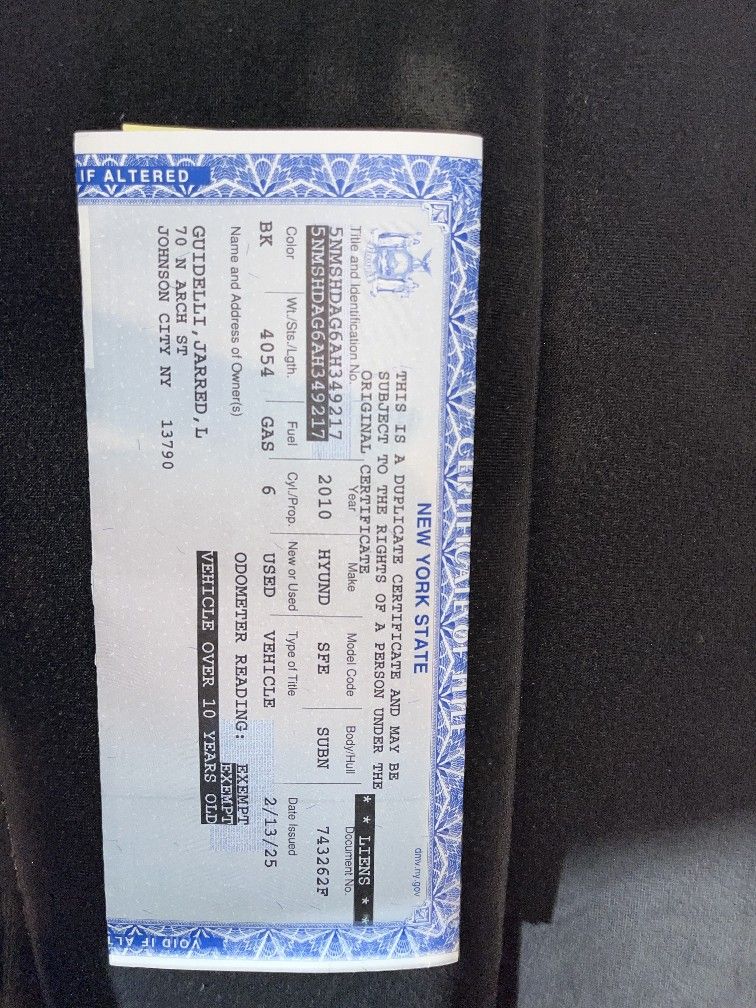 CERTIFICATE OF TITLE
NEW YORK STATE
dmv.ny.gov
THIS IS A DUPLICATE CERTIFICATE AND MAY BE
SUBJECT TO THE RIGHTS OF A PERSON UNDER THE
ORIGINAL CERTIFICATE
* * LIENS * *
Title and Identification No. Year Make Model Code Body/Hull Document No.
5NMSHDAG6AH349217 2010 HYUND SFE SUBN 743262F
5NMSHDAG6AH349217
Color Wt./Sts./Lgth. Fuel Cyl./Prop. New or Used Type of Title Date Issued
BK 4054 GAS 6 USED VEHICLE 2/13/25
Name and Address of Owner(s)
ODOMETER READING: EXEMPT
EXEMPT
VEHICLE OVER 10 YEARS OLD
GUIDELLI,JARRED,L
70 N ARCH ST
JOHNSON CITY NY 13790
IF ALTERED
VOID IF ALT